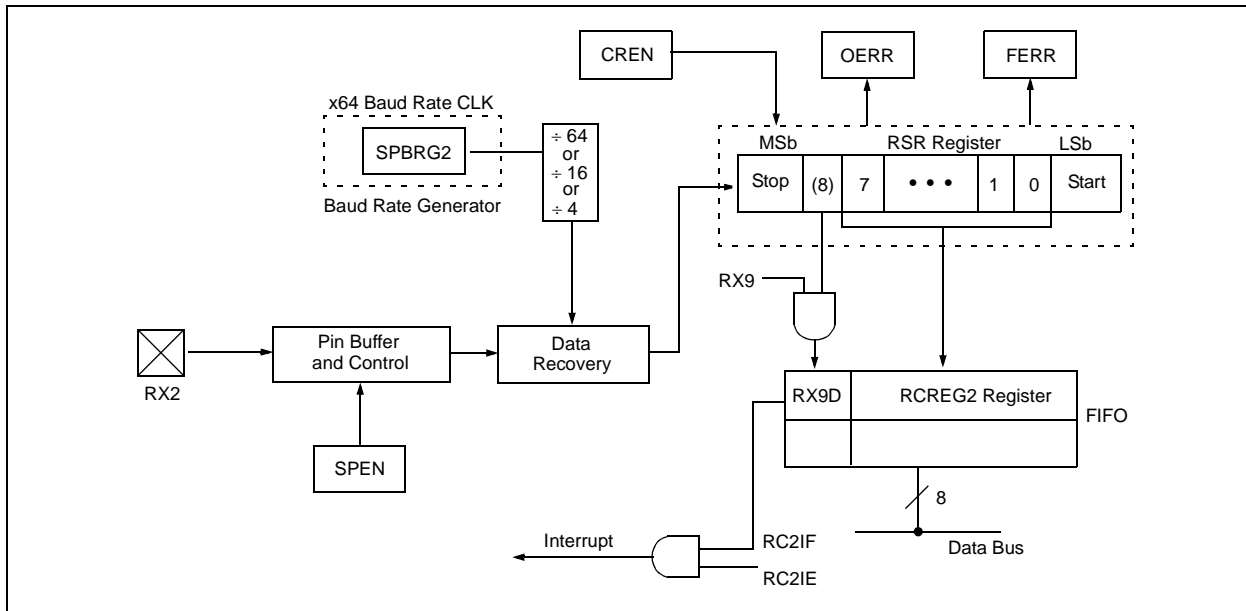 CREN
OERR
FERR
x64 Baud Rate CLK
SPBRG2
Baud Rate Generator
÷ 64
or
÷ 16
or
÷ 4
MSb
RSR Register
LSb
Stop
(8)
7
• • •
1
0
Start
RX9
RX2
Pin Buffer
and Control
Data
Recovery
SPEN
RX9D
RCREG2 Register
FIFO
8
Data Bus
Interrupt
RC2IF
RC2IE